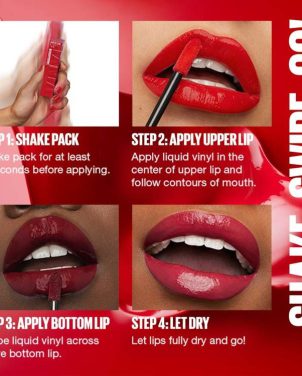 P 1: SHAKE PACK
ke pack for at least
conds before applying.
STEP 2: APPLY UPPER LIP
Apply liquid vinyl in the
center of upper lip and
follow contours of mouth.
P 3: APPLY BOTTOM LIP
e liquid vinyl across
re bottom lip.
STEP 4: LET DRY
Let lips fully dry and go!
SHAKE, SWIPE, GO!